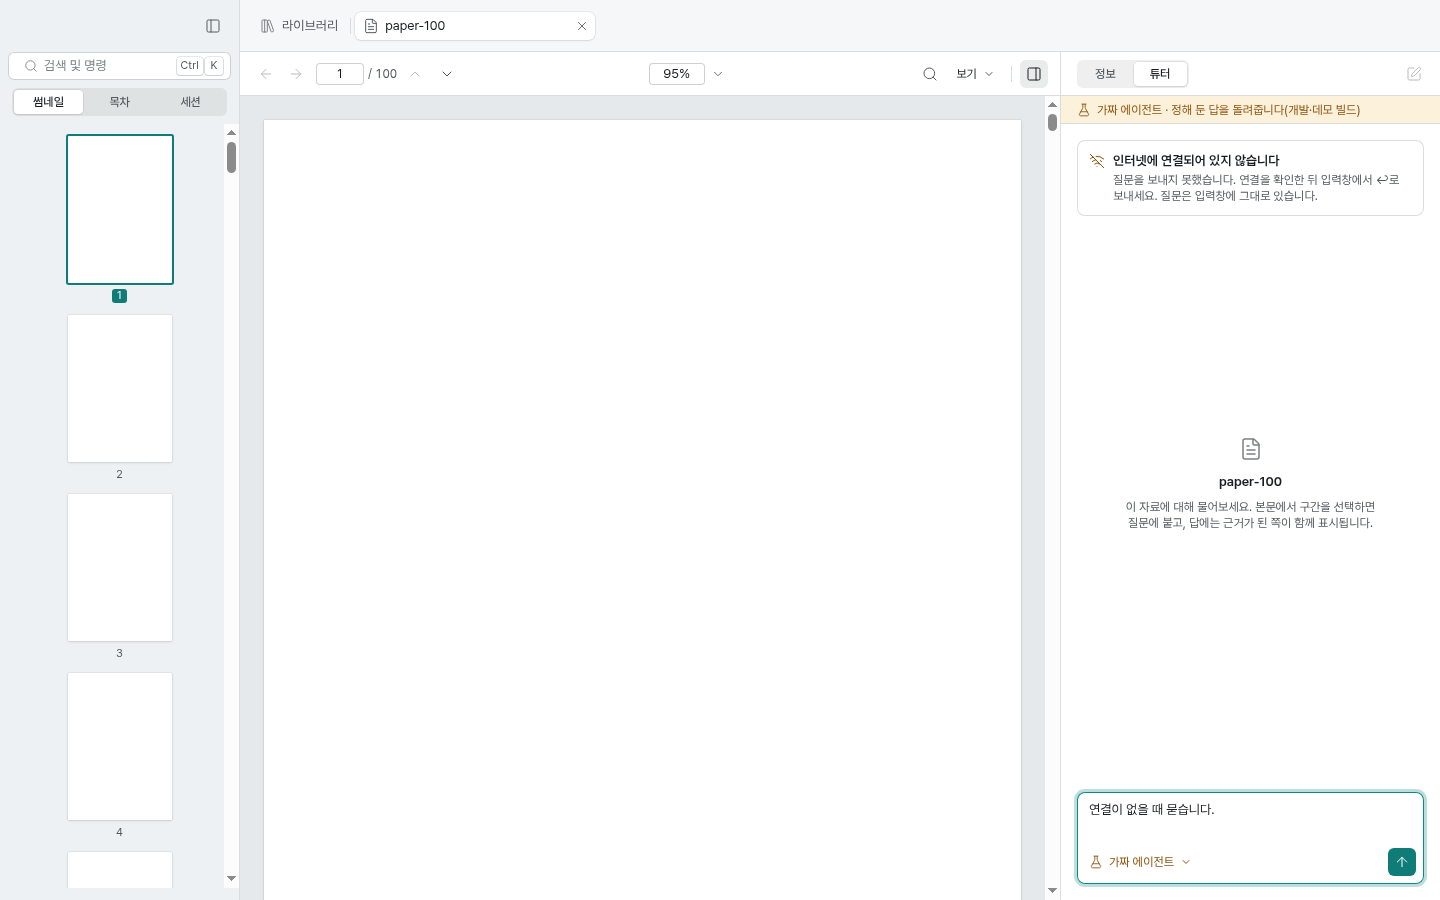 라이브러리
paper-100
검색 및 명령
Ctrl K
썸네일 목차 세션
1
2
3
4
1 / 100
95%
보기
정보 튜터
가짜 에이전트 · 정해 둔 답을 돌려줍니다(개발·데모 빌드)
인터넷에 연결되어 있지 않습니다
질문을 보내지 못했습니다. 연결을 확인한 뒤 입력창에서 ↩로
보내세요. 질문은 입력창에 그대로 있습니다.
paper-100
이 자료에 대해 물어보세요. 본문에서 구간을 선택하면
질문에 붙고, 답에는 근거가 된 쪽이 함께 표시됩니다.
연결이 없을 때 묻습니다.
가짜 에이전트